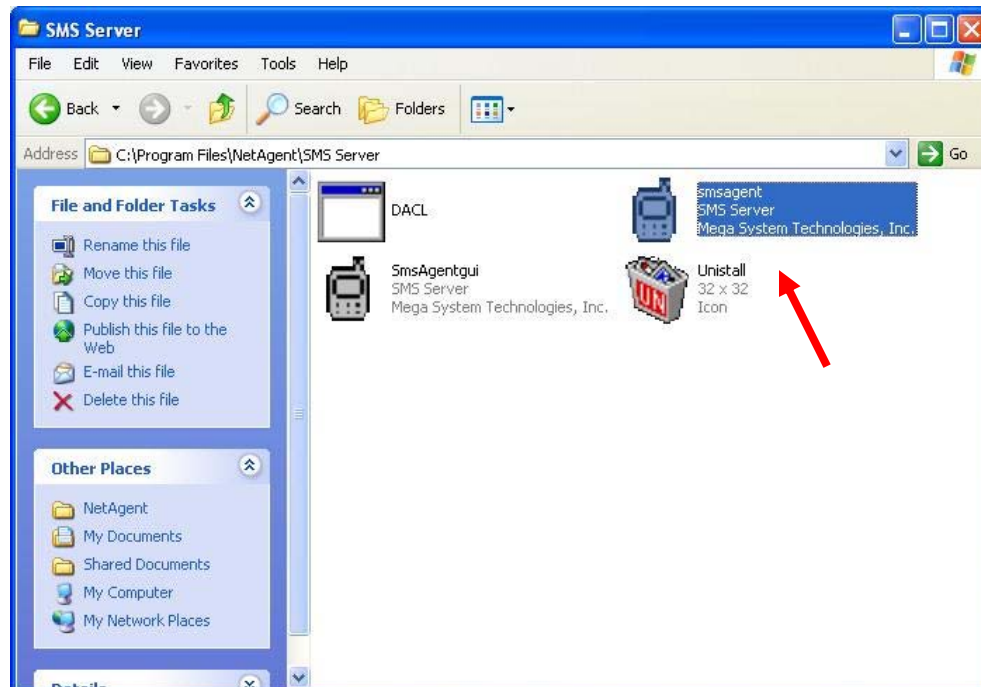 SMS Server
File Edit View Favorites Tools Help
Back Search Folders
Address C:\Program Files\NetAgent\SMS Server Go
File and Folder Tasks
Rename this file
Move this file
Copy this file
Publish this file to the
Web
E-mail this file
Delete this file
Other Places
NetAgent
My Documents
Shared Documents
My Computer
My Network Places
Details
DACL
smsagent
SMS Server
Mega System Technologies, Inc.
SmsAgentgui
SMS Server
Mega System Technologies, Inc.
UN
Unistall
32 x 32
Icon